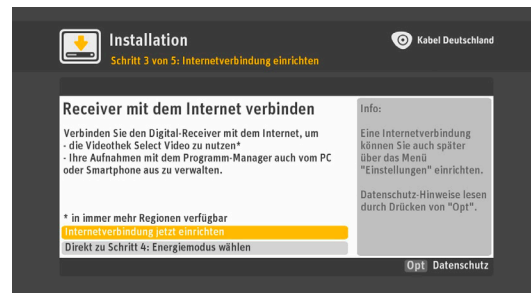 Installation
Kabel Deutschland
Schritt 3 von 5: Internetverbindung einrichten
Receiver mit dem Internet verbinden
Verbinden Sie den Digital-Receiver mit dem Internet, um
- die Videothek Select Video zu nutzen*
- Ihre Aufnahmen mit dem Programm-Manager auch vom PC
oder Smartphone aus zu verwalten.
* in immer mehr Regionen verfügbar
Internetverbindung jetzt einrichten
Direkt zu Schritt 4: Energiemodus wählen
Info:
Eine Internetverbindung
können Sie auch später
über das Menü
"Einstellungen" einrichten.
Datenschutz-Hinweise lesen
durch Drücken von "Opt".
Opt Datenschutz